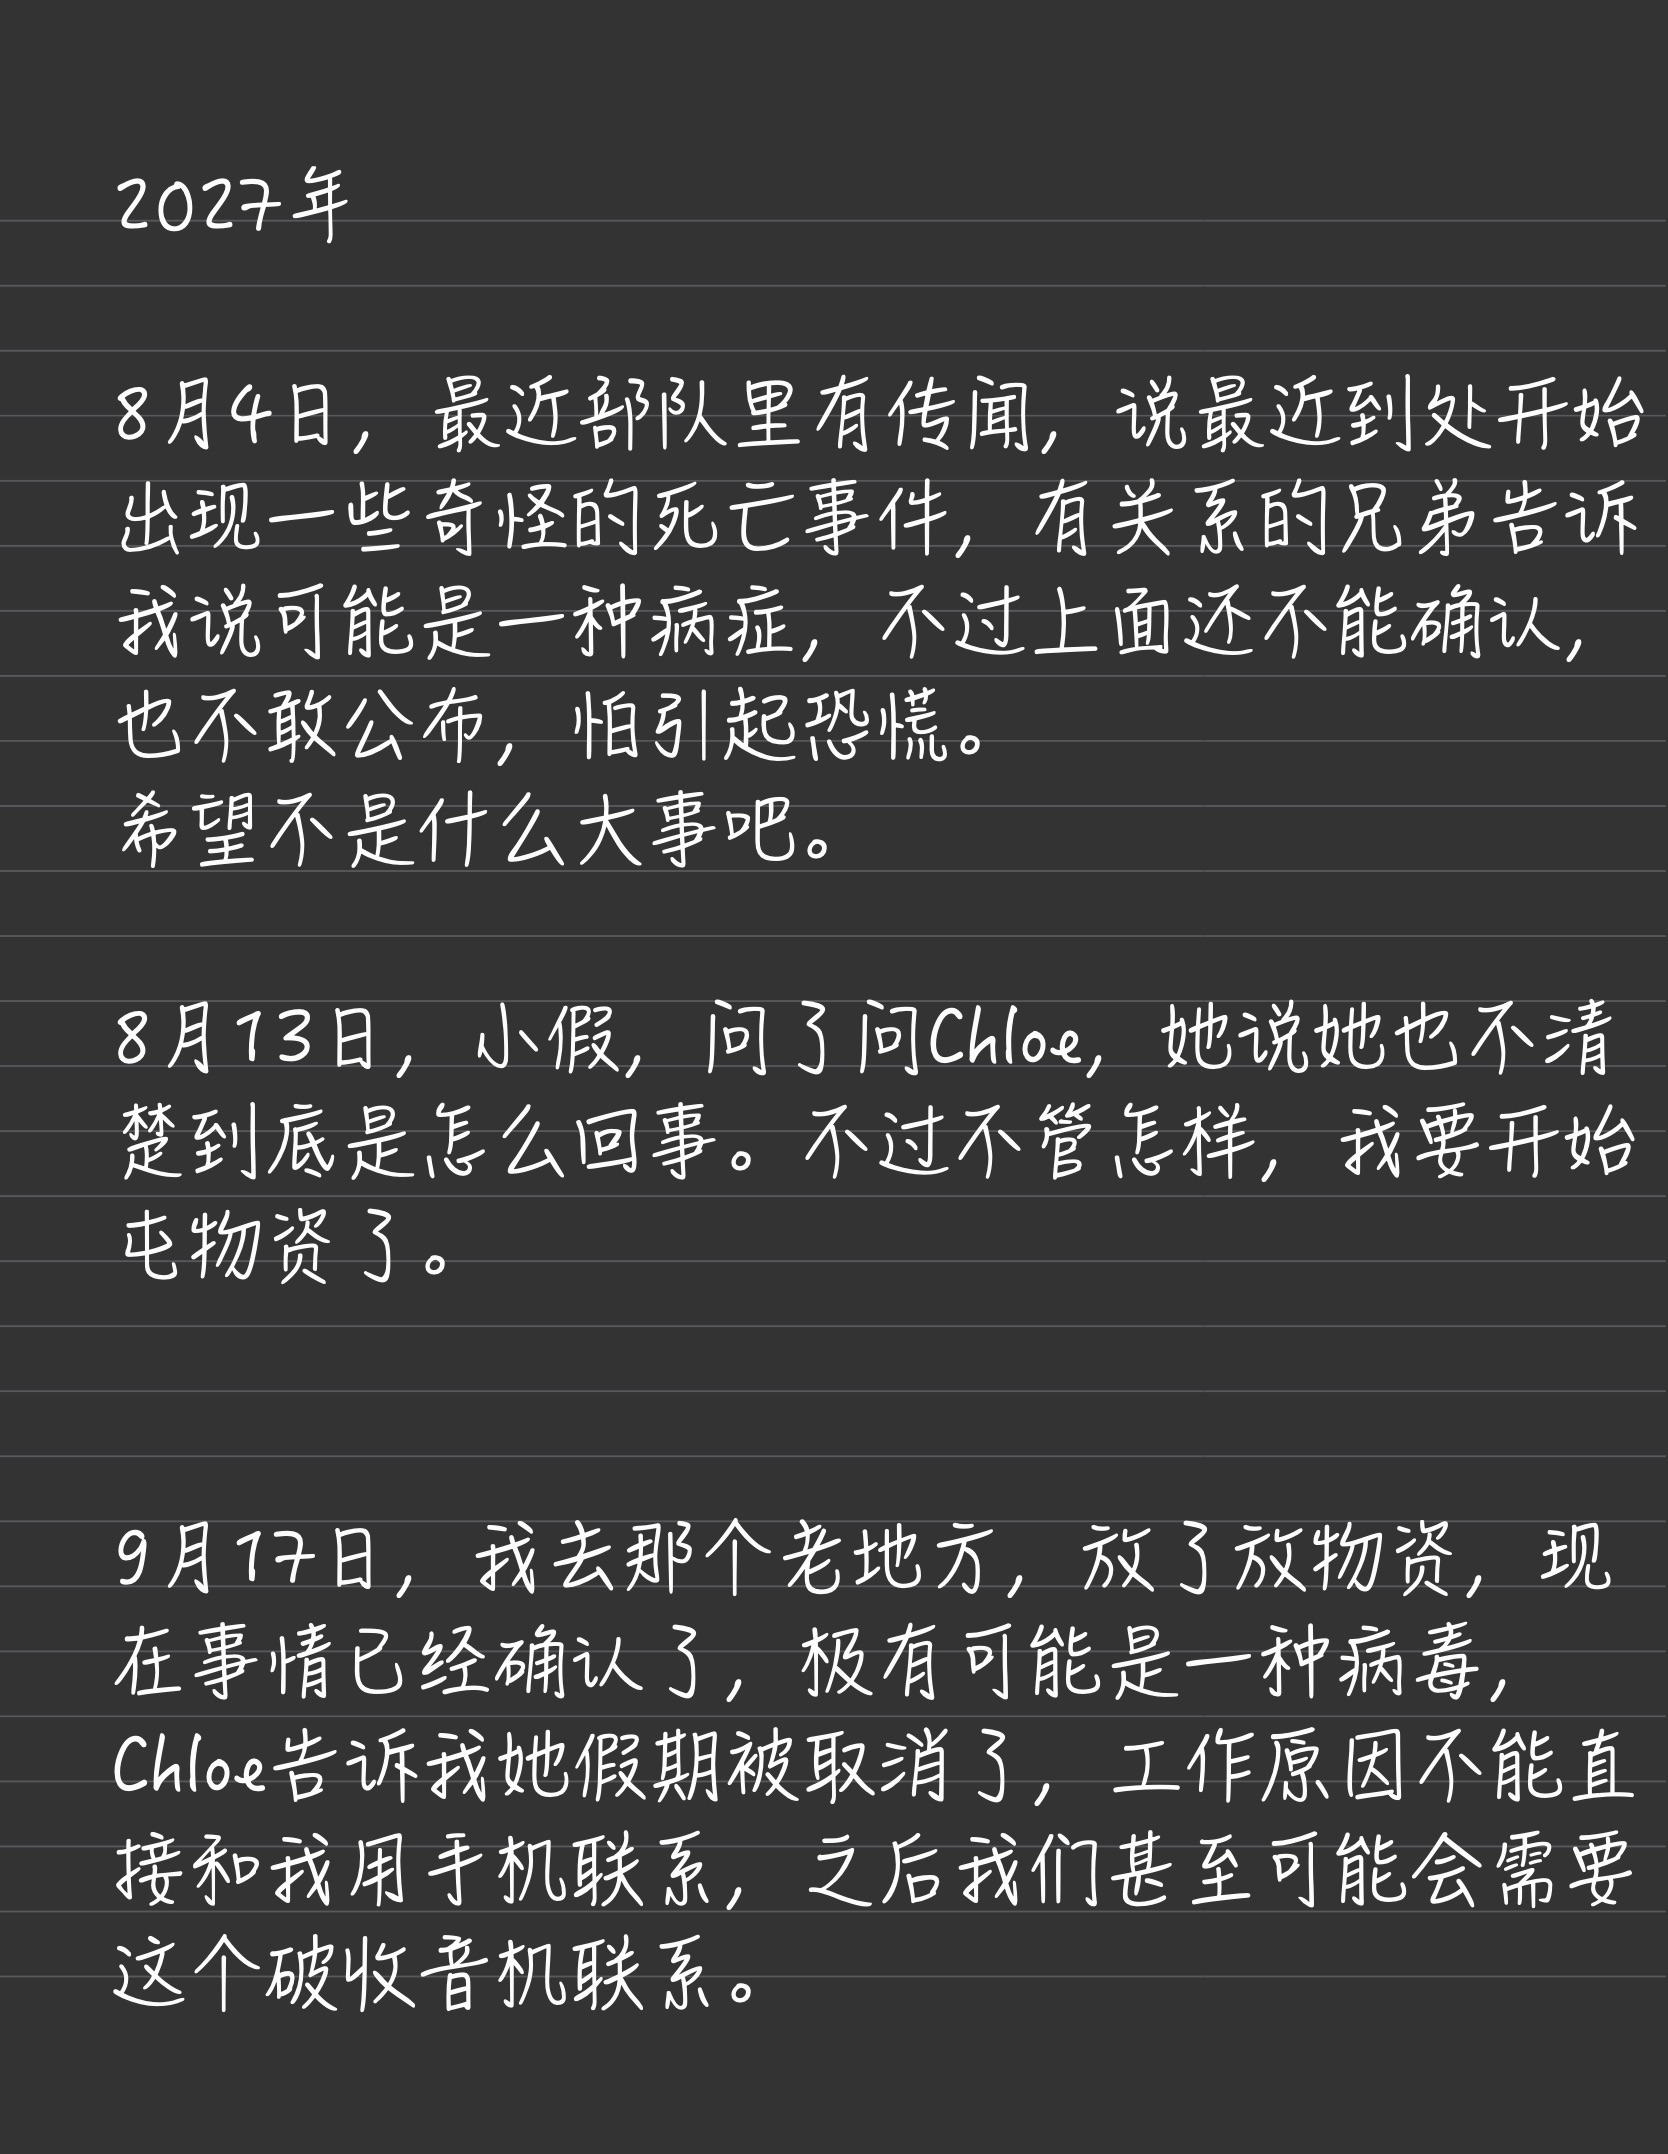 2027年
8月4日，最近部队里有传闻，说最近到处开始
出现一些奇怪的死亡事件，有关系的兄弟告诉
我说可能是一种病症，不过上面还不能确认，
也不敢公布，怕引起恐慌。
希望不是什么大事吧。
8月13日，小假，问了问Chloe，她说她也不清
楚到底是怎么回事。不过不管怎样，我要开始
屯物资了。
9月17日，我去那个老地方，放了放物资，现
在事情已经确认了，极有可能是一种病毒，
Chloe告诉我她假期被取消了，工作原因不能直
接和我用手机联系，之后我们甚至可能会需要
这个破收音机联系。